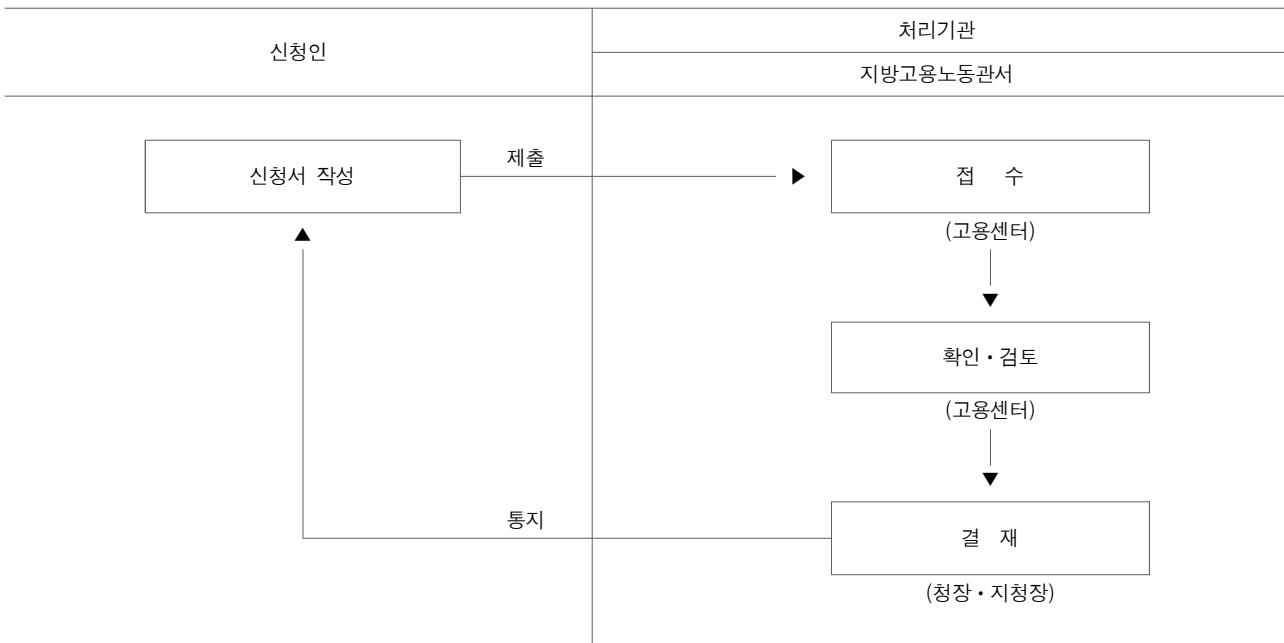 신청인
처리기관
지방고용노동관서
신청서 작성
제출
접 수
(고용센터)
확인・검토
(고용센터)
통지
결 재
(청장・지청장)